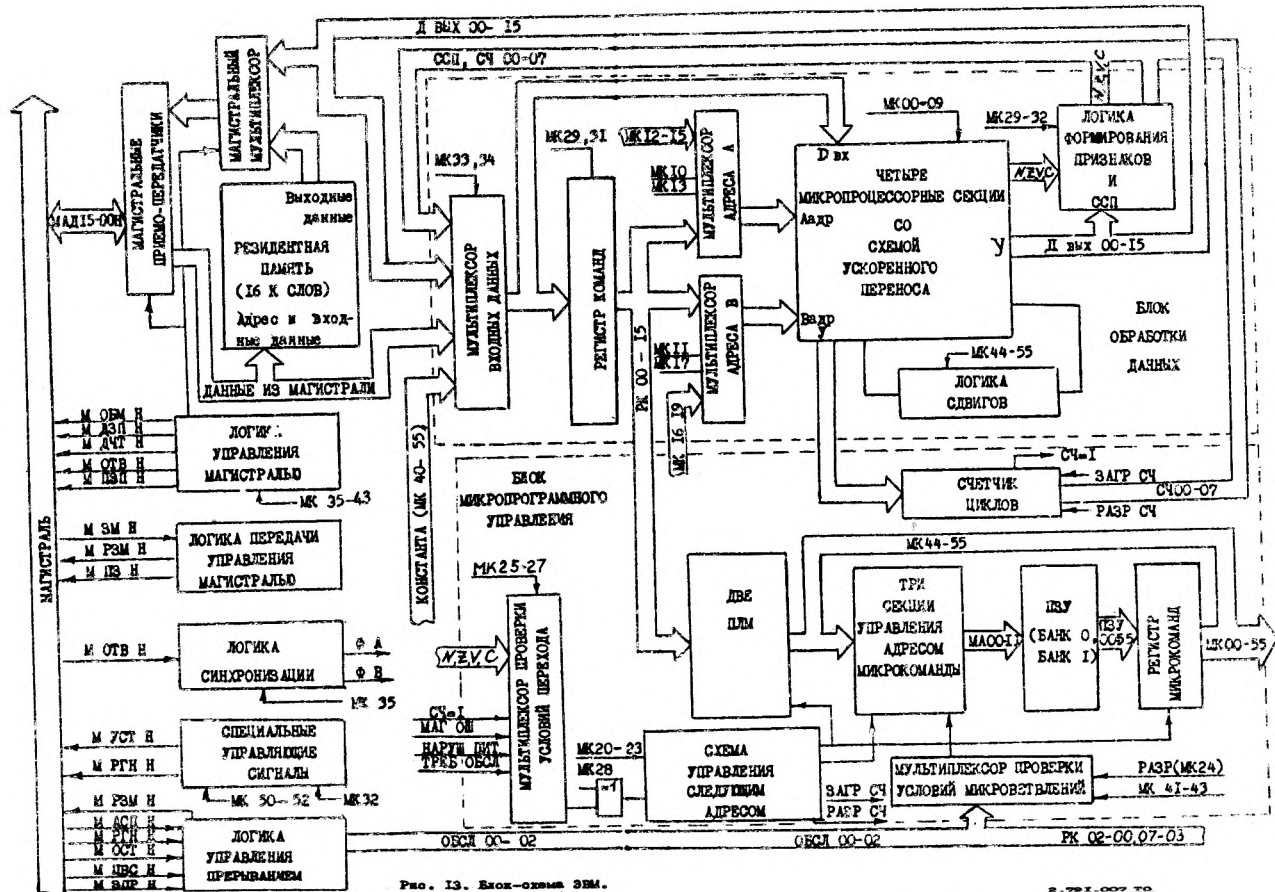 Д ВЫХ 00-15
ССП, СЧ 00-07
МАГИСТРАЛЬНЫЙ
МУЛЬТИПЛЕКСОР
МАГИСТРАЛЬНЫЕ
ПРИЕМО-ПЕРЕДАТЧИКИ
МАД15-00Н
Выходные
данные
РЕЗИДЕНТНАЯ
ПАМЯТЬ
(16 К СЛОВ)
Адрес и вход-
ные данные
ДАННЫЕ ИЗ МАГИСТРАЛИ
МК33,34
МУЛЬТИПЛЕКСОР
ВХОДНЫХ ДАННЫХ
МК29,31
РЕГИСТР КОМАНД
РК 00-15
МК12-15
МК10
МК13
МУЛЬТИПЛЕКСОР
АДРЕСА А
МК11
МК17
МК 16 19
МУЛЬТИПЛЕКСОР
АДРЕСА В
МК00-09
Д вх
Аадр
Вадр
У
У
ЧЕТЫРЕ
МИКРОПРОЦЕССОРНЫЕ СЕКЦИИ
СО
СХЕМОЙ
УСКОРЕННОГО
ПЕРЕНОСА
N,Z,V,C
N,Z,V,C
МК29-32
ЛОГИКА
ФОРМИРОВАНИЯ
ПРИЗНАКОВ
И
ССП
Д вых 00-15
БЛОК
ОБРАБОТКИ
ДАННЫХ
МК44-55
ЛОГИКА
СДВИГОВ
СЧ=1
СЧЕТЧИК
ЦИКЛОВ
ЗАГР СЧ
СЧ00-07
РАЗР СЧ
МАГИСТРАЛЬ
М ОБМ Н
М ДЗП Н
М ДЧТ Н
М ОТВ Н
М ПЗП Н
ЛОГИКА
УПРАВЛЕНИЯ
МАГИСТРАЛЬЮ
МК 35-43
М ЗМ Н
М РЗМ Н
М ПЗ Н
ЛОГИКА ПЕРЕДАЧИ
УПРАВЛЕНИЯ
МАГИСТРАЛЬЮ
М ОТВ Н
ЛОГИКА
СИНХРОНИЗАЦИИ
Ф А
Ф В
МК 35
М УСТ Н
М РГН Н
СПЕЦИАЛЬНЫЕ
УПРАВЛЯЮЩИЕ
СИГНАЛЫ
МК 50-52
МК32
М РЗМ Н
М АСП Н
М РГН Н
М ОСТ Н
М ПВС Н
М ВПР Н
ЛОГИКА
УПРАВЛЕНИЯ
ПРЕРЫВАНИЕМ
КОНСТАНТА (МК 40-55)
БЛОК
МИКРОПРОГРАММНОГО
УПРАВЛЕНИЯ
МК25-27
N,Z,V,C
СЧ=1
МАГ ОШ
НАРУШ ПИТ
ТРЕБ ОБСЛ
МУЛЬТИПЛЕКСОР ПРОВЕРКИ
УСЛОВИЙ ПЕРЕХОДА
МК20-23
МК28
=1
СХЕМА
УПРАВЛЕНИЯ
СЛЕДУЮЩИМ
АДРЕСОМ
ЗАГР СЧ
РАЗР СЧ
ДВЕ
ПЛМ
МК44-55
ТРИ
СЕКЦИИ
УПРАВЛЕНИЯ
АДРЕСОМ
МИКРОКОМАНДЫ
МА00-11
ПЗУ
(БАНК 0,
БАНК 1)
ПЗУ
0055
РЕГИСТР
МИКРОКОМАНД
МК00-55
МУЛЬТИПЛЕКСОР ПРОВЕРКИ
УСЛОВИЙ МИКРОВЕТВЛЕНИЙ
РАЗР(МК24)
МК 41-43
ОБСЛ 00-02
ОБСЛ 00-02
РК 02-00,07-03
Рис. 13. Блок-схема ЭВМ.
2.791.007 ТО